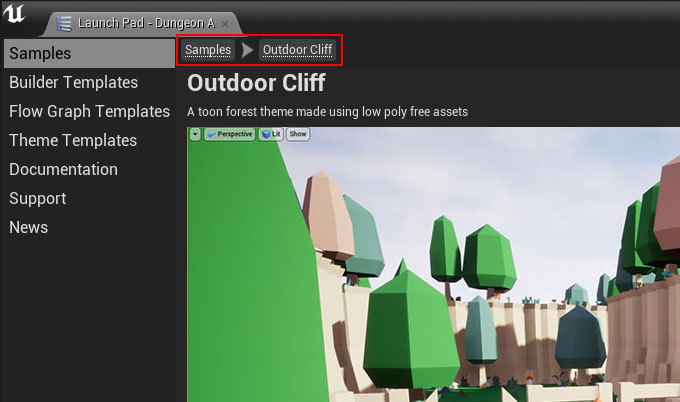 Launch Pad - Dungeon A
Samples
Builder Templates
Flow Graph Templates
Theme Templates
Documentation
Support
News
Samples
Outdoor Cliff
Outdoor Cliff
A toon forest theme made using low poly free assets
Perspective
Lit
Show